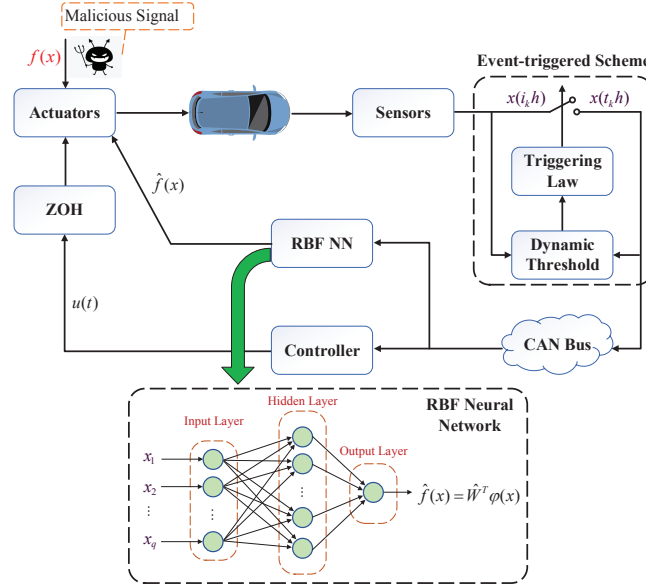 Malicious Signal
f(x)
Event-triggered Scheme
Actuators
Sensors
x(i_k h)
x(t_k h)
Triggering
Law
f̂(x)
ZOH
RBF NN
Dynamic
Threshold
u(t)
Controller
CAN Bus
RBF Neural
Network
Hidden Layer
Input Layer
Output Layer
x_1
x_2
⋮
x_q
⋮
⋮
f̂(x) = Ŵ^T φ(x)